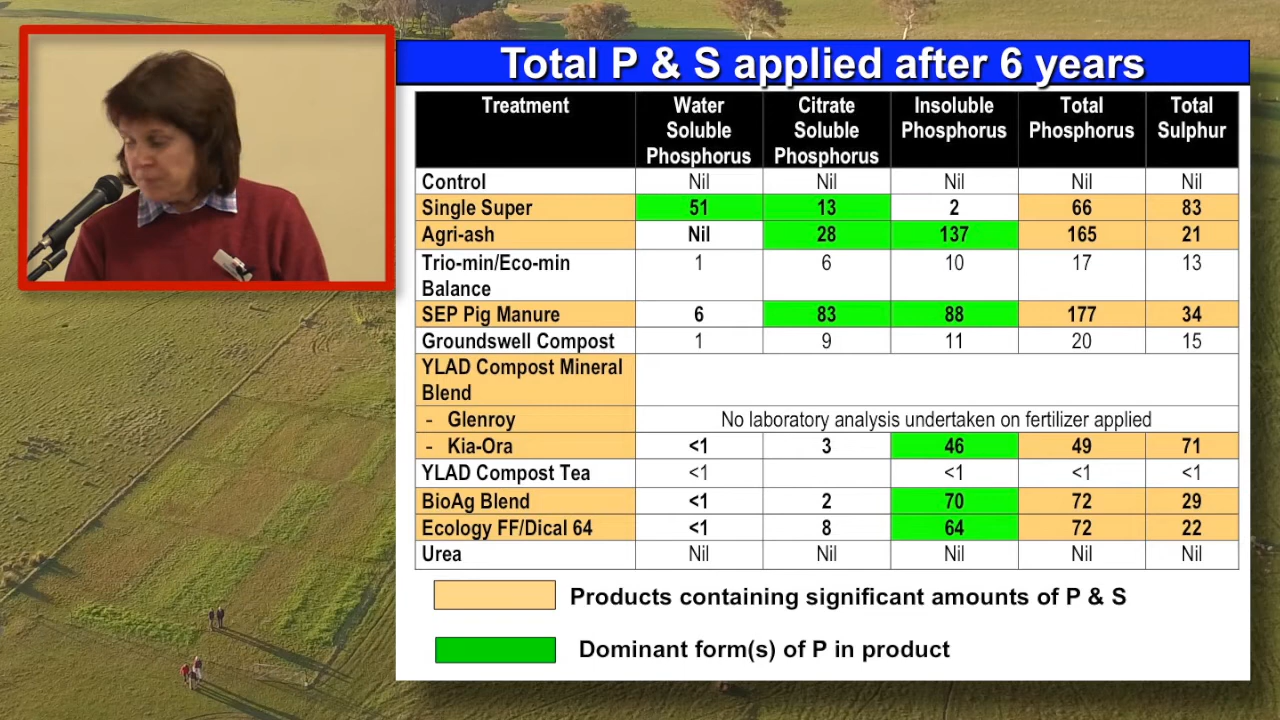 Total P & S applied after 6 years
Treatment Water Soluble Phosphorus Citrate Soluble Phosphorus Insoluble Phosphorus Total Phosphorus Total Sulphur
Control Nil Nil Nil Nil Nil
Single Super 51 13 2 66 83
Agri-ash Nil 28 137 165 21
Trio-min/Eco-min Balance 1 6 10 17 13
SEP Pig Manure 6 83 88 177 34
Groundswell Compost 1 9 11 20 15
YLAD Compost Mineral Blend
- Glenroy No laboratory analysis undertaken on fertilizer applied
- Kia-Ora <1 3 46 49 71
YLAD Compost Tea <1 <1 <1 <1
BioAg Blend <1 2 70 72 29
Ecology FF/Dical 64 <1 8 64 72 22
Urea Nil Nil Nil Nil Nil
Products containing significant amounts of P & S
Dominant form(s) of P in product